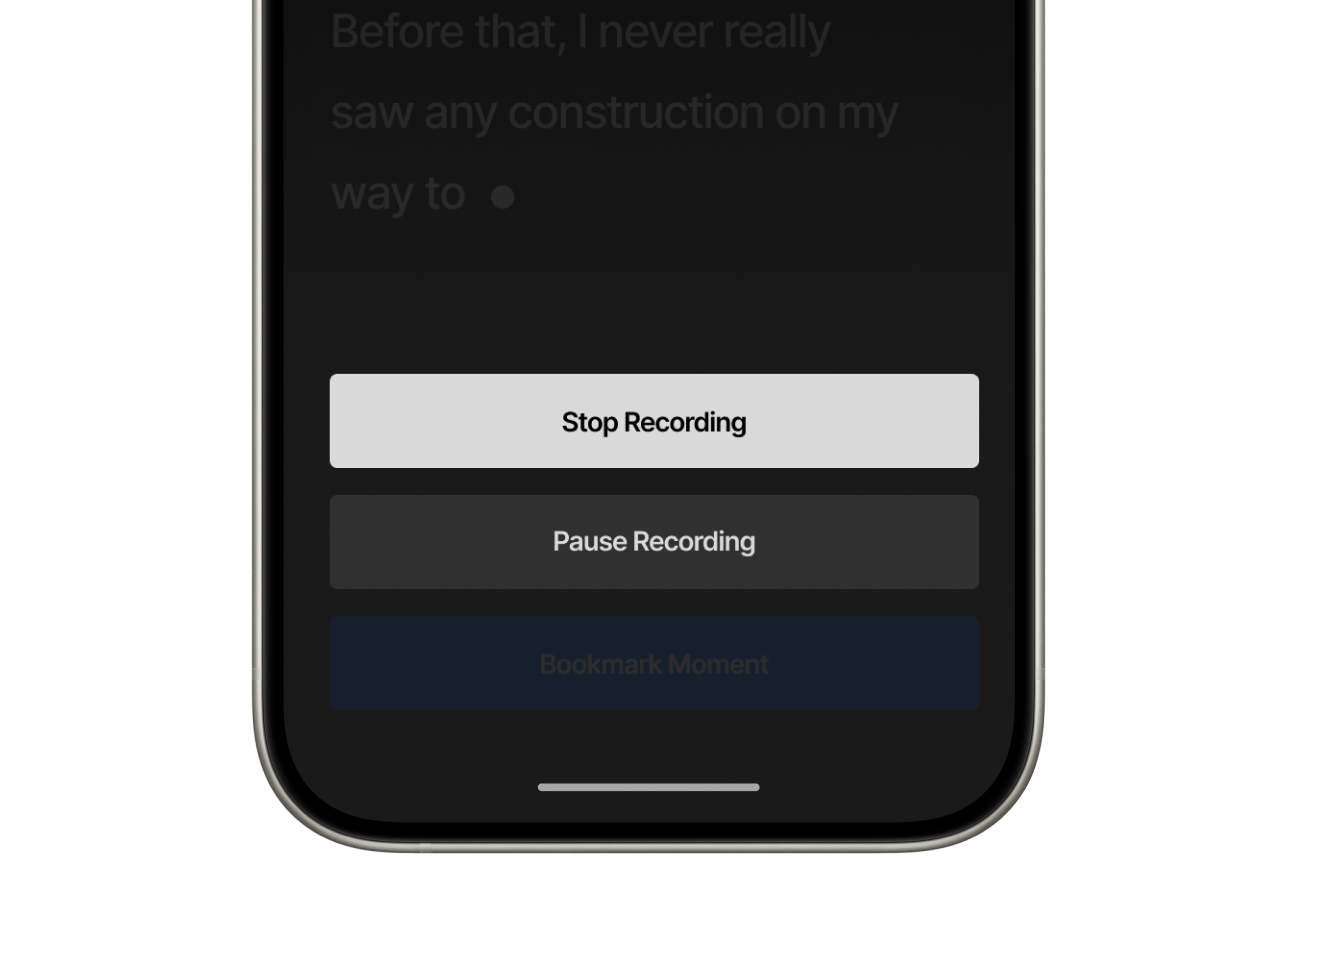 Before that, I never really
saw any construction on my
way to
Stop Recording
Pause Recording
Bookmark Moment